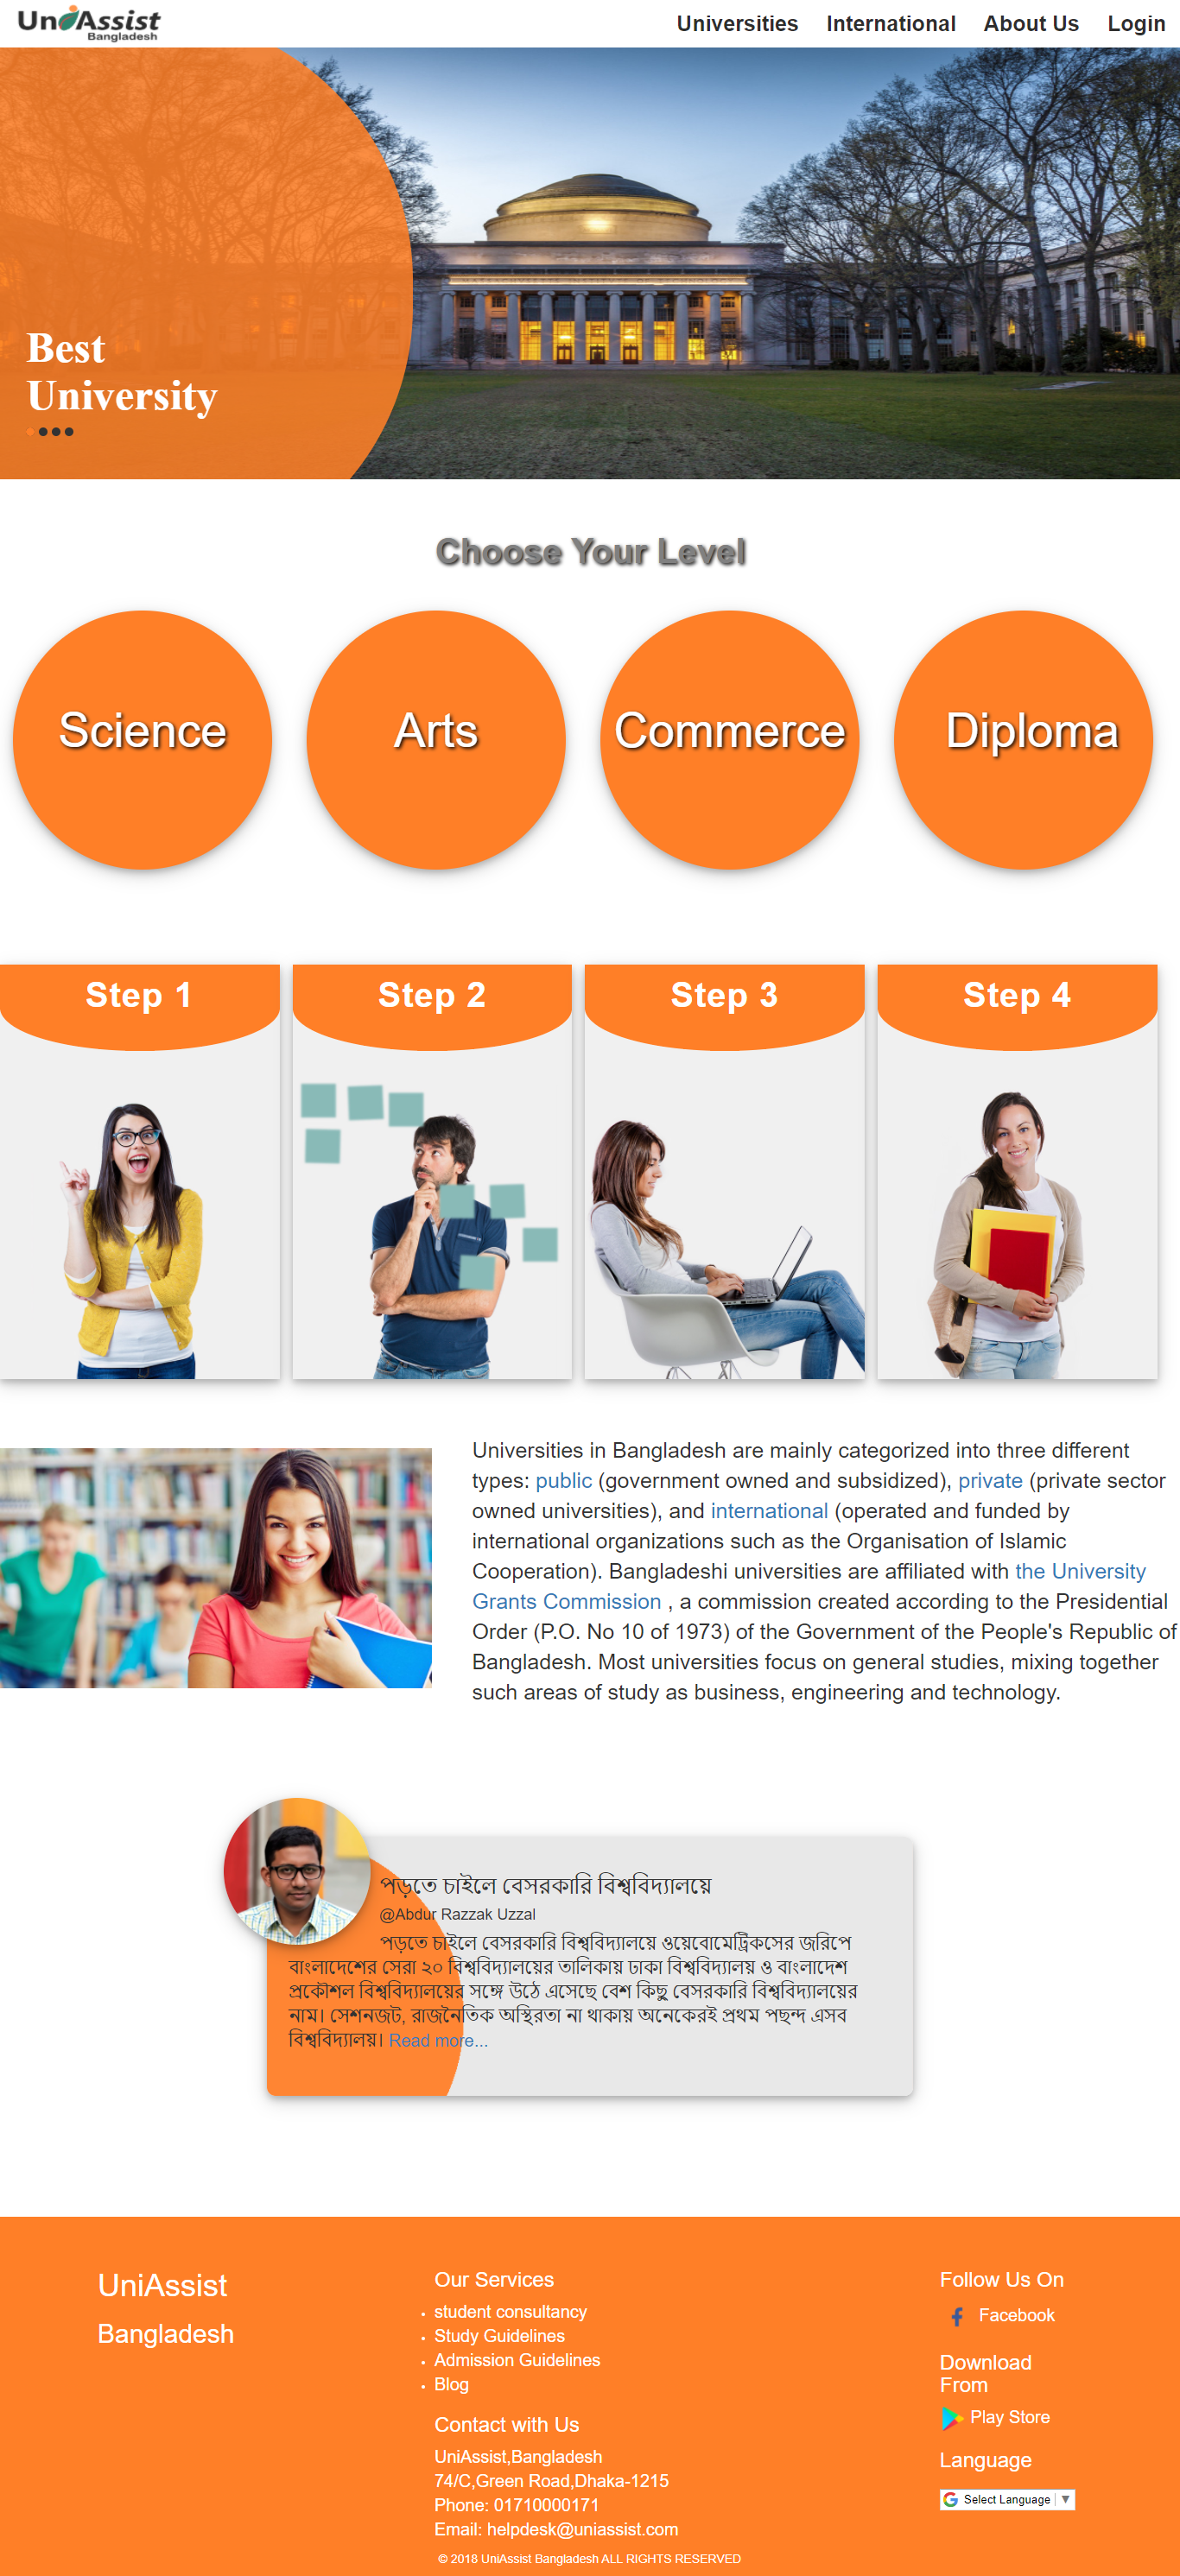 UniAssist
Bangladesh
Universities
International
About Us
Login
Best
University
Choose Your Level
Science
Arts
Commerce
Diploma
Step 1
Step 2
Step 3
Step 4
Universities in Bangladesh are mainly categorized into three different
types: public (government owned and subsidized), private (private sector
owned universities), and international (operated and funded by
international organizations such as the Organisation of Islamic
Cooperation). Bangladeshi universities are affiliated with the University
Grants Commission , a commission created according to the Presidential
Order (P.O. No 10 of 1973) of the Government of the People's Republic of
Bangladesh. Most universities focus on general studies, mixing together
such areas of study as business, engineering and technology.
পড়তে চাইলে বেসরকারি বিশ্ববিদ্যালয়ে
@Abdur Razzak Uzzal
পড়তে চাইলে বেসরকারি বিশ্ববিদ্যালয়ে ওয়েবোমেট্রিকসের জরিপে
বাংলাদেশের সেরা ২০ বিশ্ববিদ্যালয়ের তালিকায় ঢাকা বিশ্ববিদ্যালয় ও বাংলাদেশ
প্রকৌশল বিশ্ববিদ্যালয়ের সঙ্গে উঠে এসেছে বেশ কিছু বেসরকারি বিশ্ববিদ্যালয়ের
নাম। সেশনজট, রাজনৈতিক অস্থিরতা না থাকায় অনেকেরই প্রথম পছন্দ এসব
বিশ্ববিদ্যালয়। Read more...
UniAssist
Bangladesh
Our Services
student consultancy
Study Guidelines
Admission Guidelines
Blog
Contact with Us
UniAssist,Bangladesh
74/C,Green Road,Dhaka-1215
Phone: 01710000171
Email: helpdesk@uniassist.com
© 2018 UniAssist Bangladesh ALL RIGHTS RESERVED
Follow Us On
Facebook
Download
From
Play Store
Language
Select Language ▼